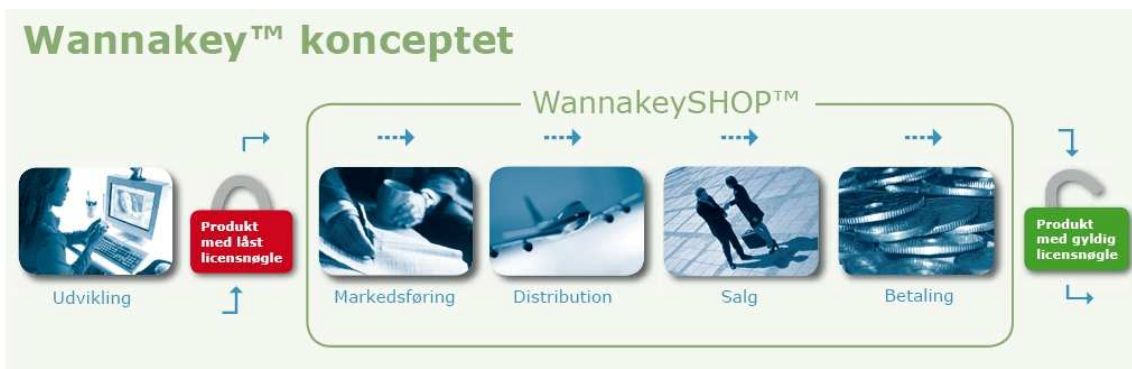 Wannakey™ konceptet
WannakeySHOP™
Produkt
med låst
licensnøgle
Produkt
med gyldig
licensnøgle
Udvikling
Markedsføring
Distribution
Salg
Betaling